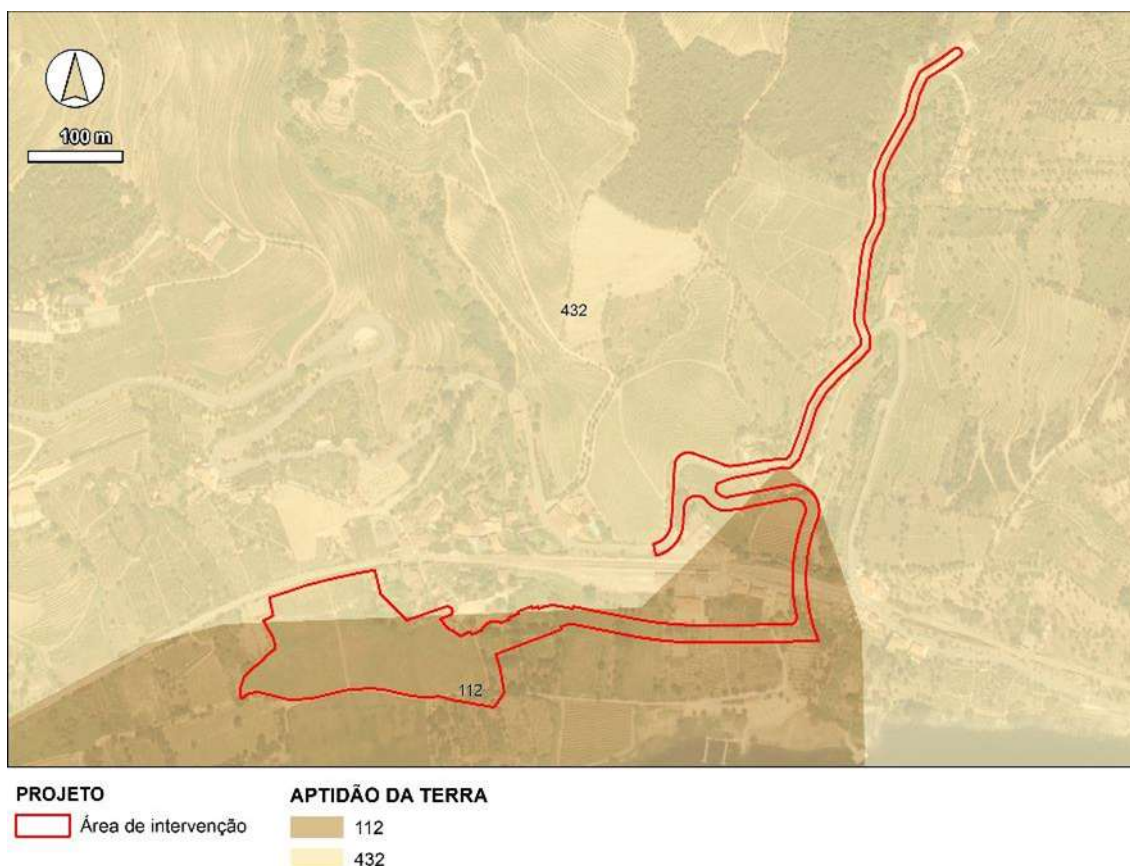 100 m
432
112
PROJETO
Área de intervenção
APTIDÃO DA TERRA
112
432